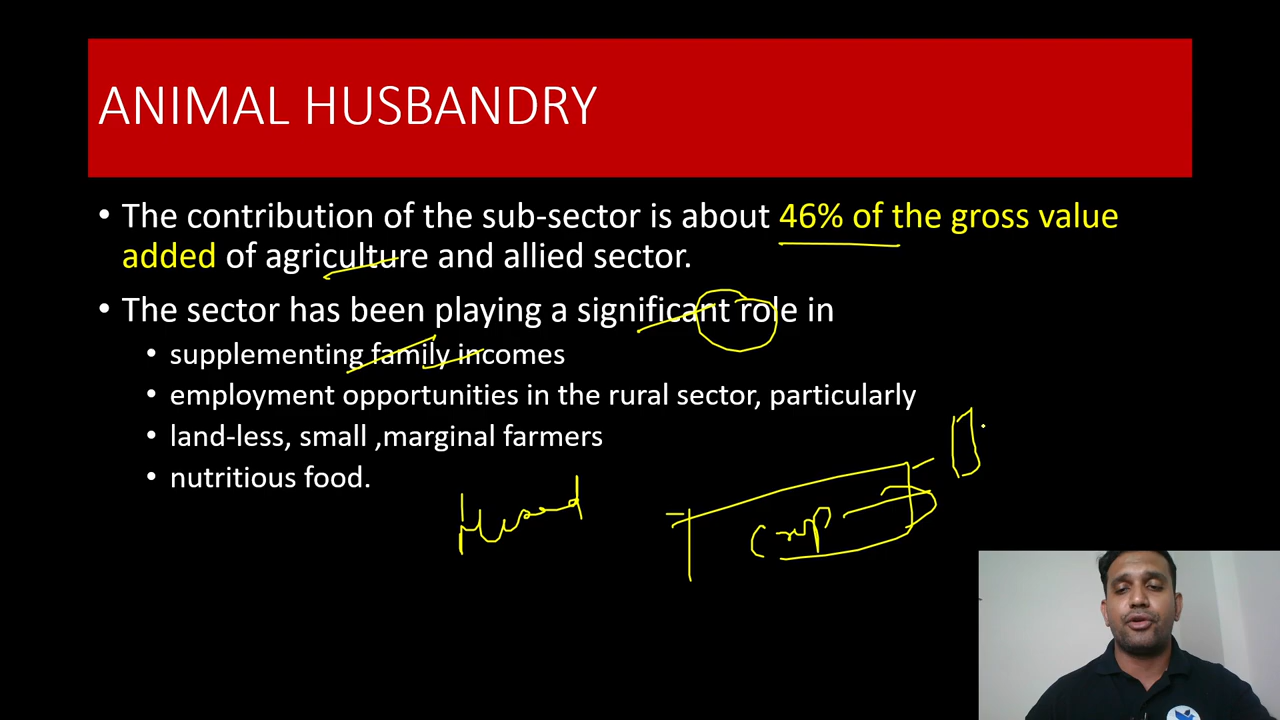 ANIMAL HUSBANDRY
• The contribution of the sub-sector is about 46% of the gross value
added of agriculture and allied sector.
• The sector has been playing a significant role in
• supplementing family incomes
• employment opportunities in the rural sector, particularly
• land-less, small ,marginal farmers
• nutritious food.
Crop